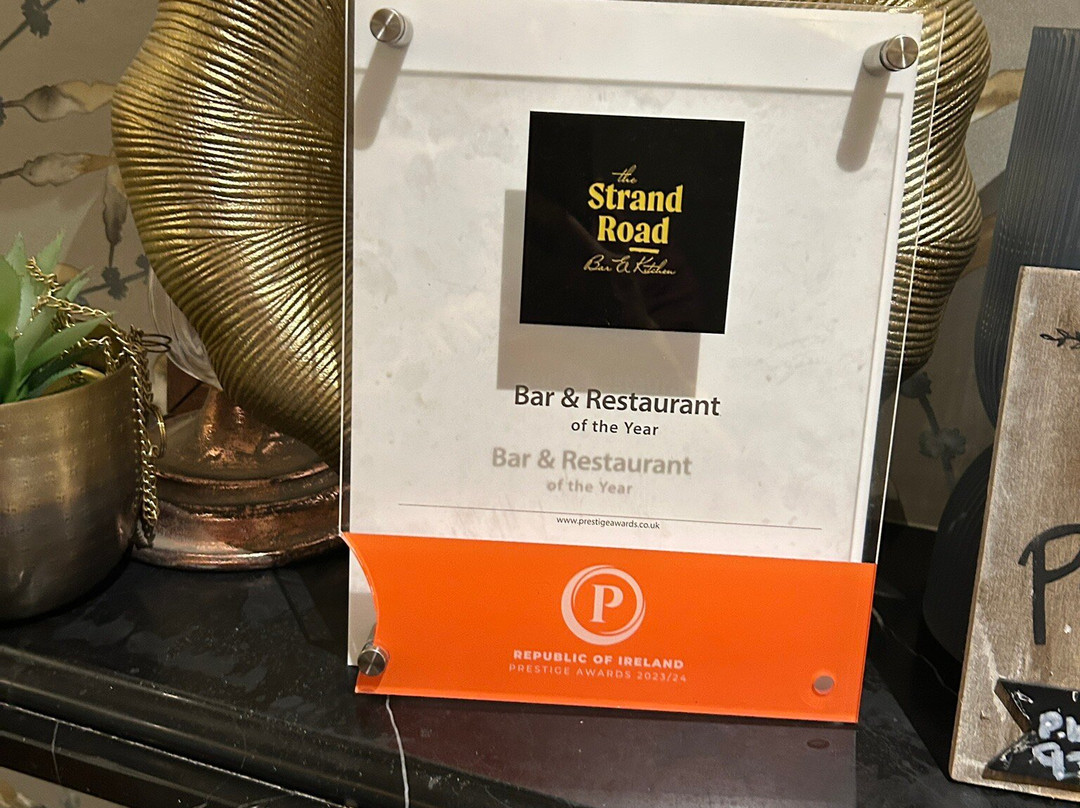 the
Strand
Road
Bar & Kitchen
Bar & Restaurant
of the Year
Bar & Restaurant
of the Year
www.prestigeawards.co.uk
P
REPUBLIC OF IRELAND
PRESTIGE AWARDS 2023/24
P